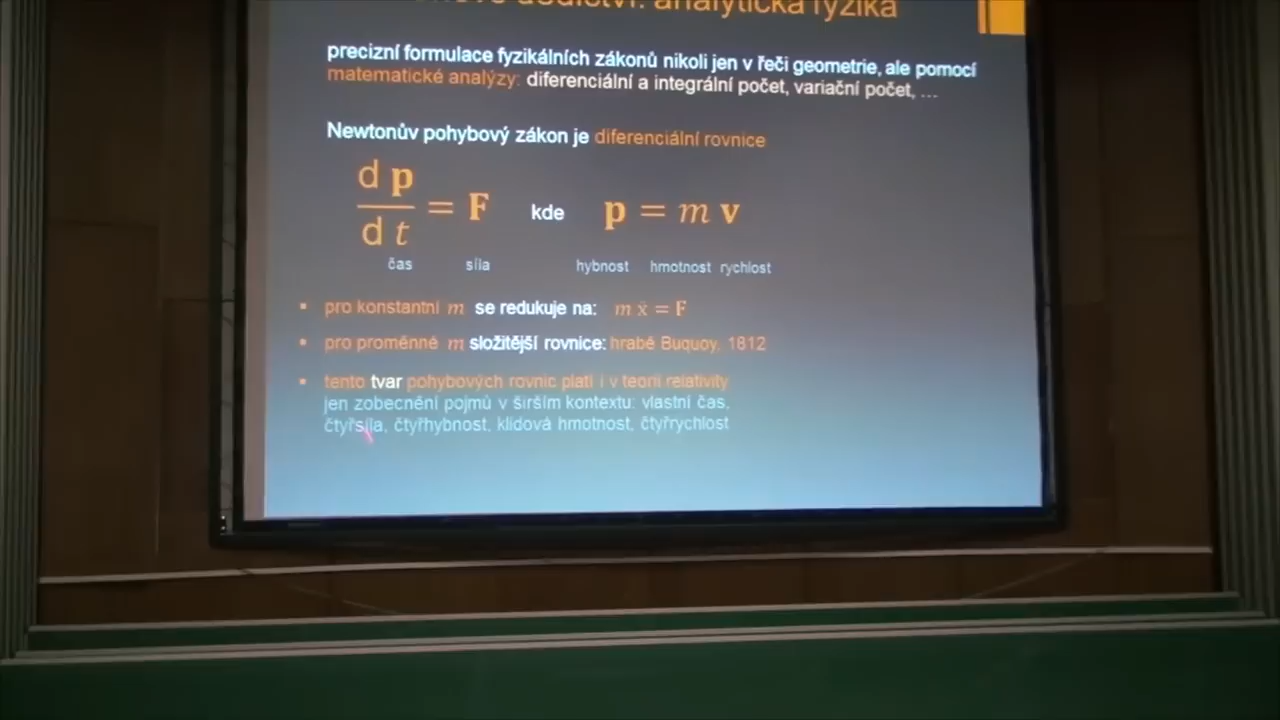 analytická fyzika
precizní formulace fyzikálních zákonů nikoli jen v řeči geometrie, ale pomocí
matematické analýzy: diferenciální a integrální počet, variační počet, ...
Newtonův pohybový zákon je diferenciální rovnice
d p / d t = F kde p = m v
čas síla hybnost hmotnost rychlost
▪ pro konstantní m se redukuje na: m ẍ = F
▪ pro proměnné m složitější rovnice: hrabě Buquoy, 1812
▪ tento tvar pohybových rovnic platí i v teorii relativity
jen zobecnění pojmů v širším kontextu: vlastní čas,
čtyřsíla, čtyřhybnost, klidová hmotnost, čtyřrychlost